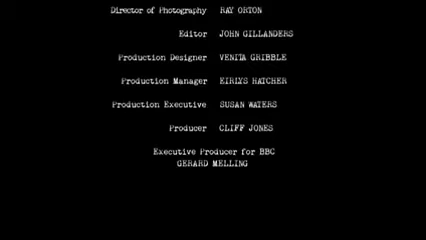 Director of Photography RAY ORTON
Editor JOHN GILLANDERS
Production Designer VENITA GRIBBLE
Production Manager EIRLYS HATCHER
Production Executive SUSAN WATERS
Producer CLIFF JONES
Executive Producer for BBC
GERARD MELLING